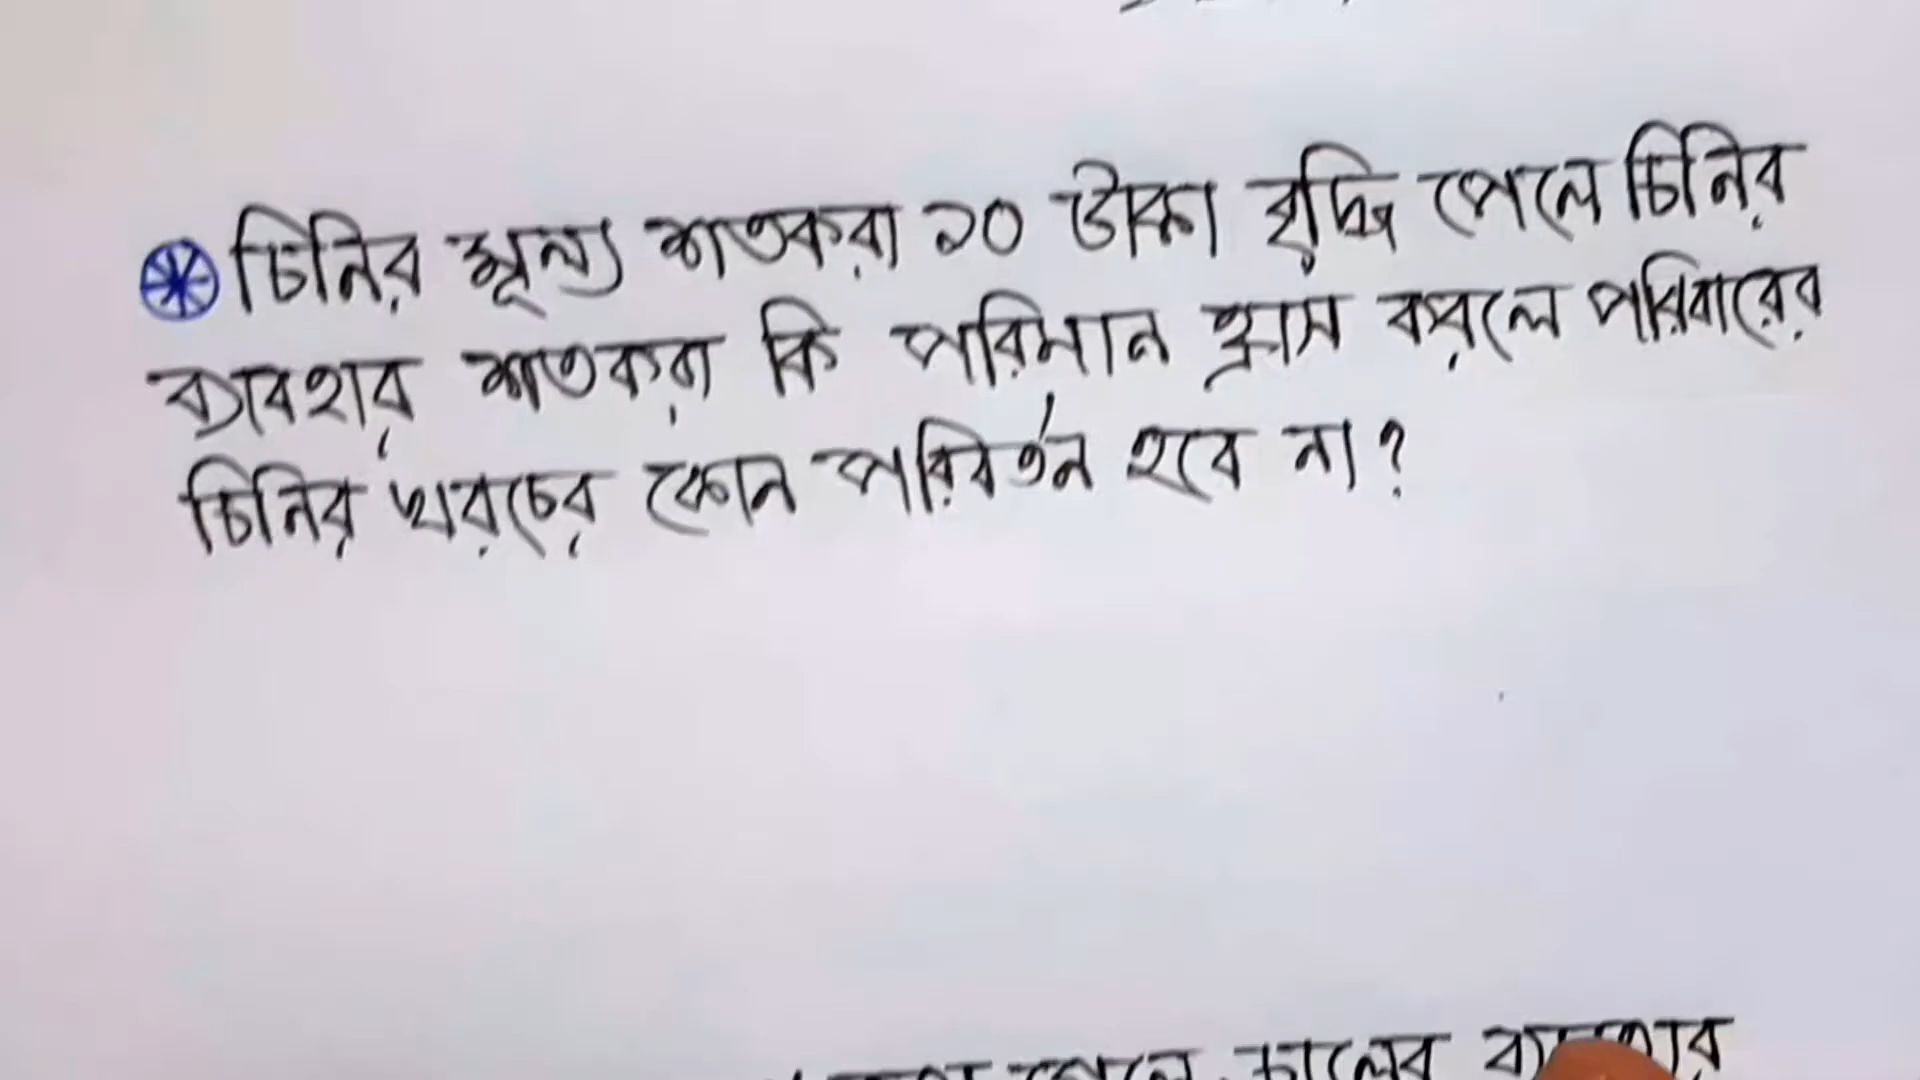 চিনির মূল্য শতকরা ২০ টাকা বৃদ্ধি পেলে চিনির
ব্যবহার শতকরা কি পরিমান হ্রাস করলে পরিবারের
চিনির খরচের কোন পরিবর্তন হবে না?
পেলে চালের